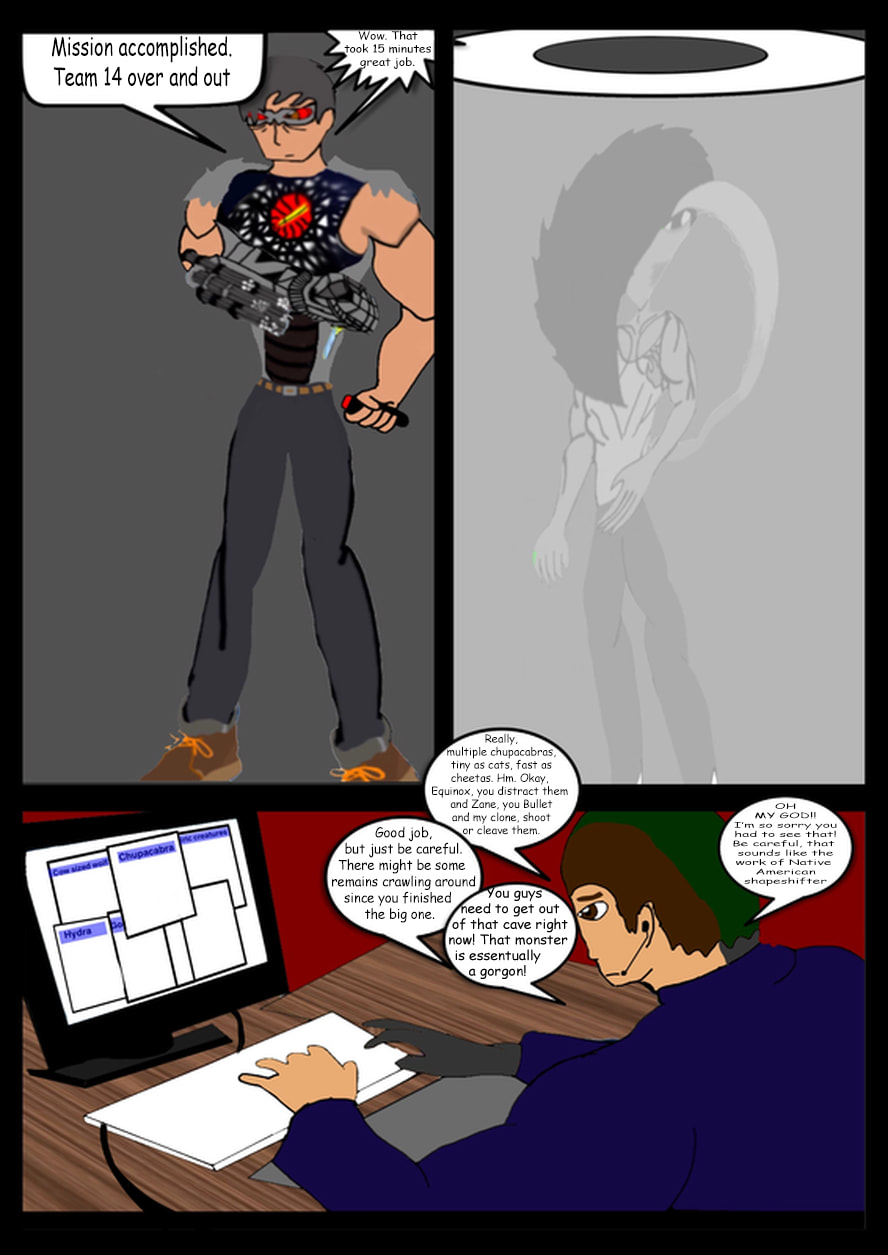 Mission accomplished.
Team 14 over and out
Wow. That
took 15 minutes
great job.
Really,
multiple chupacabras,
tiny as cats, fast as
cheetas. Hm. Okay,
Equinox, you distract them
and Zane, you Bullet
and my clone, shoot
or cleave them.
Good job,
but just be careful.
There might be some
remains crawling around
since you finished
the big one.
You guys
need to get out
of that cave right
now! That monster
is essentually
a gorgon!
OH
MY GOD!!
I'm so sorry you
had to see that!
Be careful, that
sounds like the
work of Native
American
shapeshifter
Cow sized wolf
Chupacabra
ric creatures
Hydra
Go